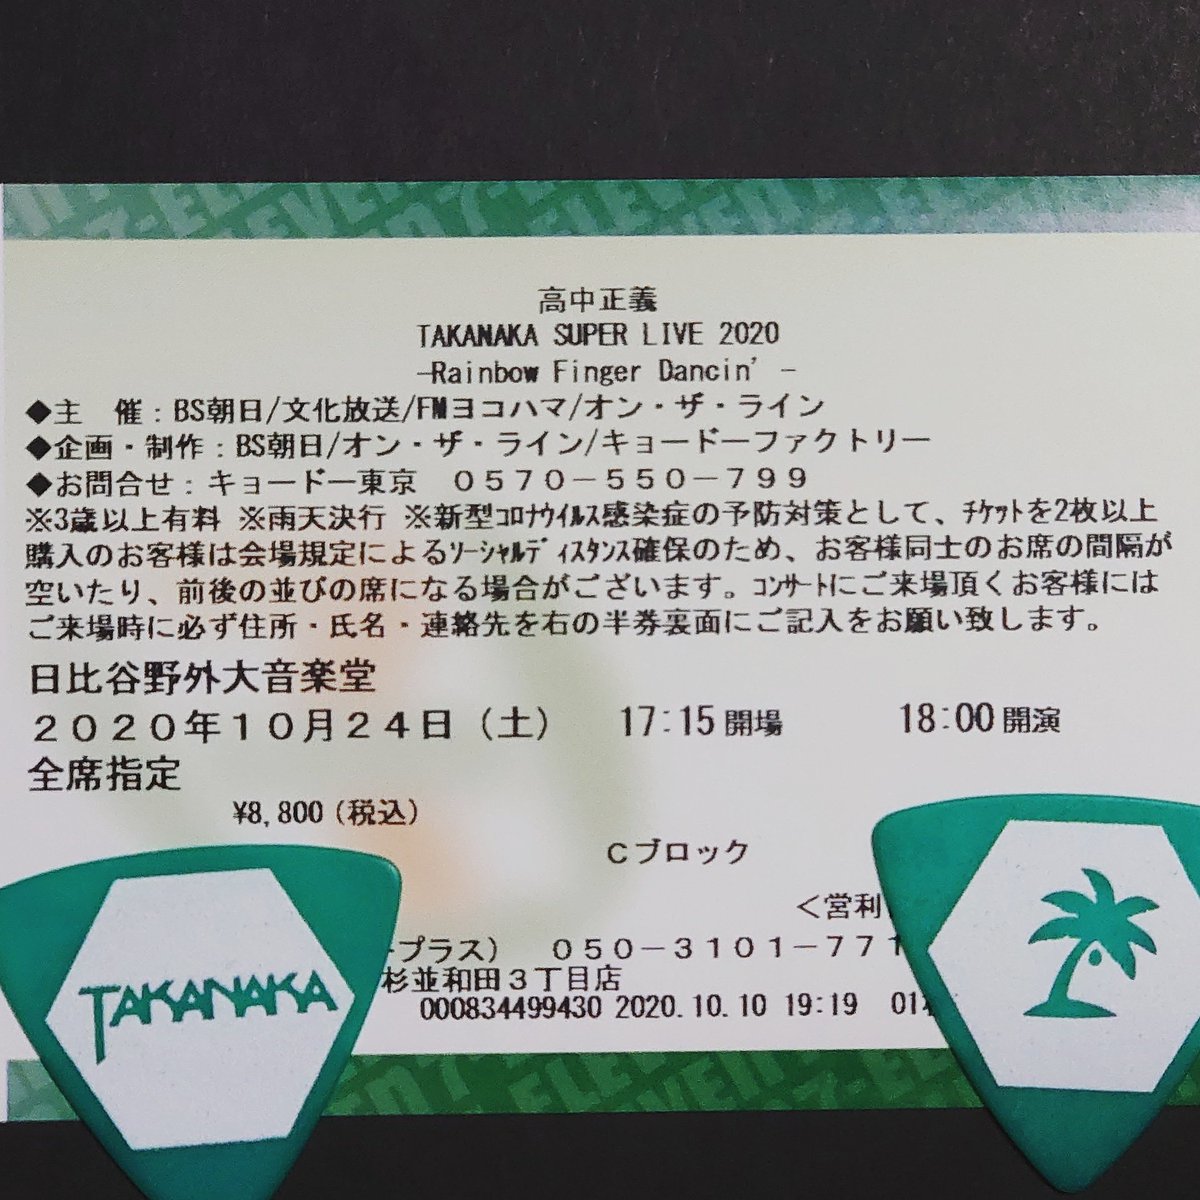 高中正義
TAKANAKA SUPER LIVE 2020
-Rainbow Finger Dancin' -
◆主　催：BS朝日/文化放送/FMヨコハマ/オン・ザ・ライン
◆企画・制作：BS朝日/オン・ザ・ライン/キョードーファクトリー
◆お問合せ：キョードー東京　０５７０－５５０－７９９
※3歳以上有料 ※雨天決行 ※新型ｺﾛﾅｳｲﾙｽ感染症の予防対策として、ﾁｹｯﾄを2枚以上
購入のお客様は会場規定によるｿｰｼｬﾙﾃﾞｨｽﾀﾝｽ確保のため、お客様同士のお席の間隔が
空いたり、前後の並びの席になる場合がございます。ｺﾝｻｰﾄにご来場頂くお客様には
ご来場時に必ず住所・氏名・連絡先を右の半券裏面にご記入をお願い致します。
日比谷野外大音楽堂
２０２０年１０月２４日（土）　17:15 開場　18:00 開演
全席指定
¥8,800（税込）
Ｃブロック
＜営利
プラス）　０５０－３１０１－７７１
杉並和田３丁目店
000834499430 2020.10.10 19:19　01
TAKANAKA